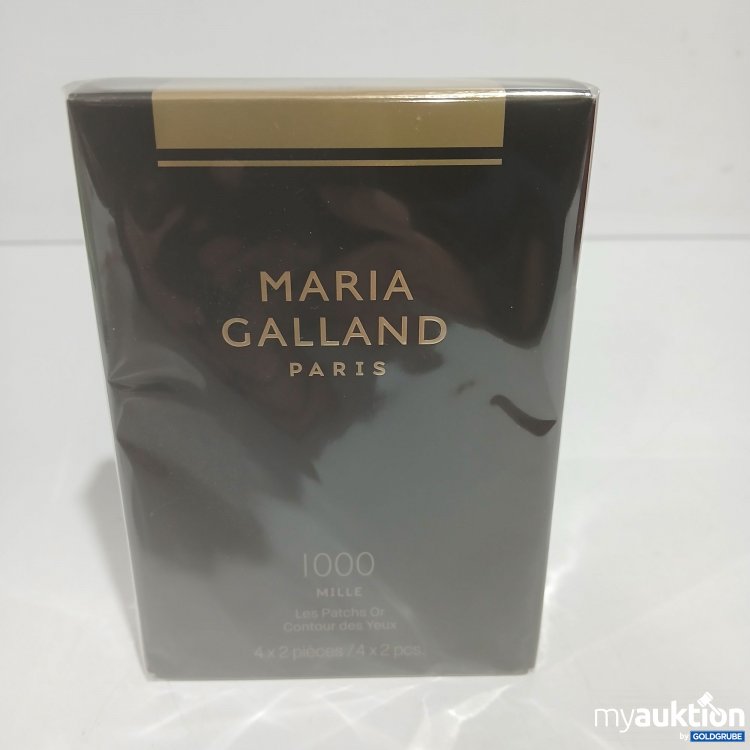 MARIA
GALLAND
PARIS
1000
MILLE
Les Patchs Or
Contour des Yeux
4 x 2 pièces / 4 x 2 pcs.
myauktion
by GOLDGRUBE